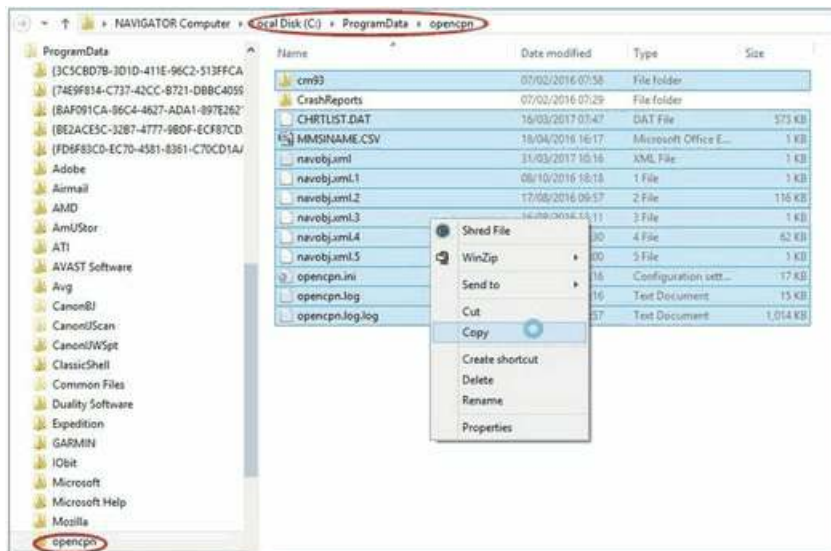 NAVIGATOR Computer Local Disk (C:) ProgramData opencpn
ProgramData
{3C5CBD7B-3D1D-411E-96C2-513FFCA
{74E9F814-C737-42CC-B721-DBBC4059
{BAF091CA-86C4-4627-ADA1-897E262
{BE2ACE5C-32B7-4777-9B0F-ECF87CD
{FD6F83C0-EC70-4581-8361-C70CD1A
Adobe
Airmail
AMD
AmUStor
ATI
AVAST Software
Avg
CanonBJ
CanonIJScan
CanonIJWSpt
ClassicShell
Common Files
Duality Software
Expedition
GARMIN
IObit
Microsoft
Microsoft Help
Mozilla
opencpn
Name Date modified Type Size
cm93 07/02/2016 07:58 File folder
CrashReports 07/02/2016 07:29 File folder
CHRTLIST.DAT 16/03/2017 07:47 DAT File 573 KB
MMSINAME.CSV 18/04/2016 16:17 Microsoft Office E... 1 KB
navobj.xml 31/03/2017 10:16 XML File 1 KB
navobj.xml.1 08/10/2016 18:18 1 File 1 KB
navobj.xml.2 17/08/2016 09:57 2 File 116 KB
navobj.xml.3 3 File 1 KB
navobj.xml.4 30 4 File 62 KB
navobj.xml.5 00 5 File 1 KB
opencpn.ini 16 Configuration sett... 17 KB
opencpn.log 16 Text Document 15 KB
opencpn.log.log 57 Text Document 1,014 KB
Shred File
WinZip
Send to
Cut
Copy
Create shortcut
Delete
Rename
Properties